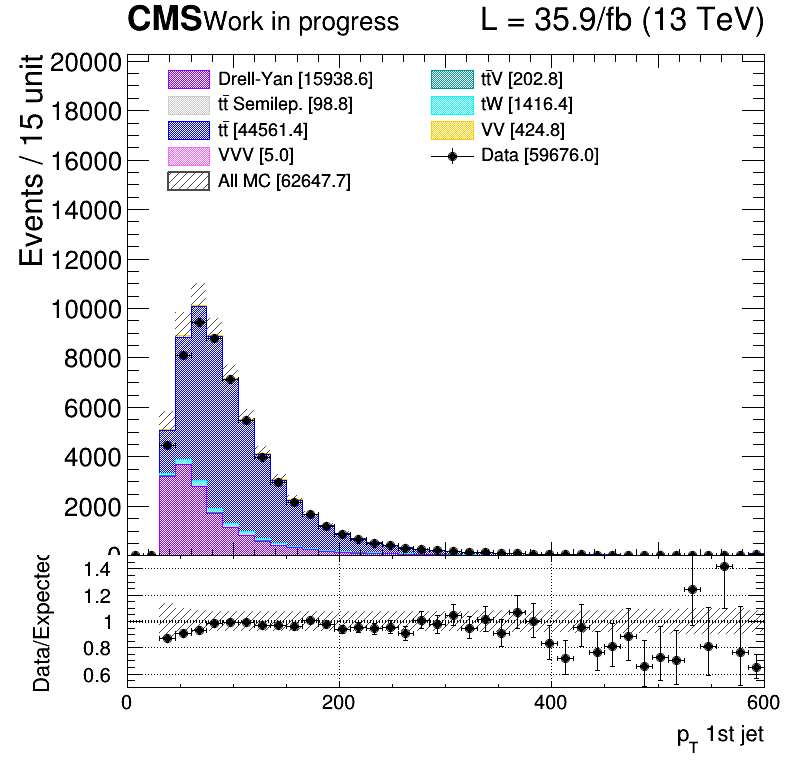 CMS Work in progress L = 35.9/fb (13 TeV)
Events / 15 unit
20000
18000
16000
14000
12000
10000
8000
6000
4000
2000
0
Drell-Yan [15938.6]
tt̄ Semilep. [98.8]
tt̄ [44561.4]
VVV [5.0]
All MC [62647.7]
tt̄V [202.8]
tW [1416.4]
VV [424.8]
Data [59676.0]
Data/Expected
1.4
1.2
1
0.8
0.6
0 200 400 600
p_T 1st jet